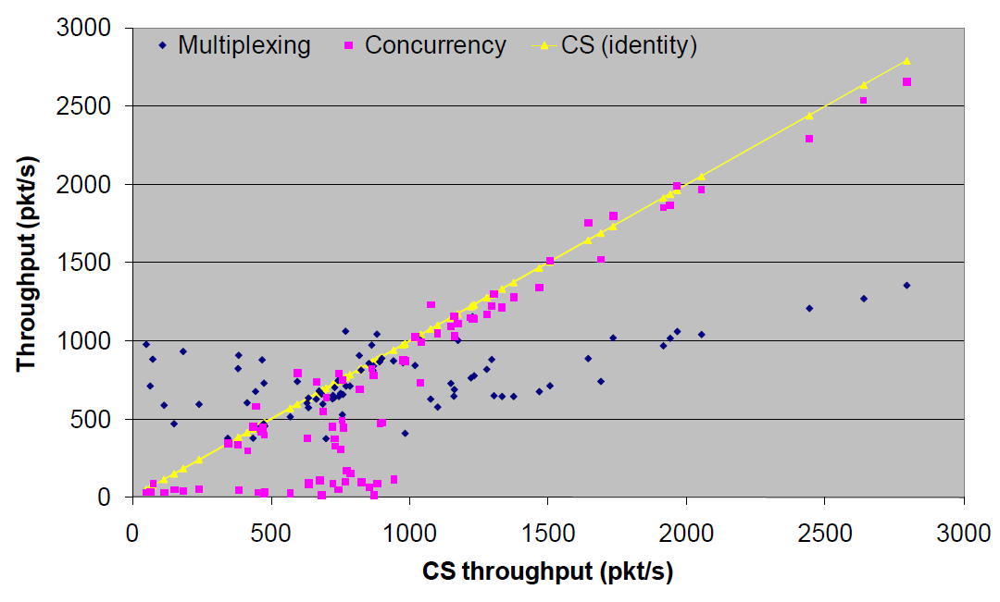 Multiplexing Concurrency CS (identity)
3000
2500
2000
1500
1000
500
0
Throughput (pkt/s)
0 500 1000 1500 2000 2500 3000
CS throughput (pkt/s)